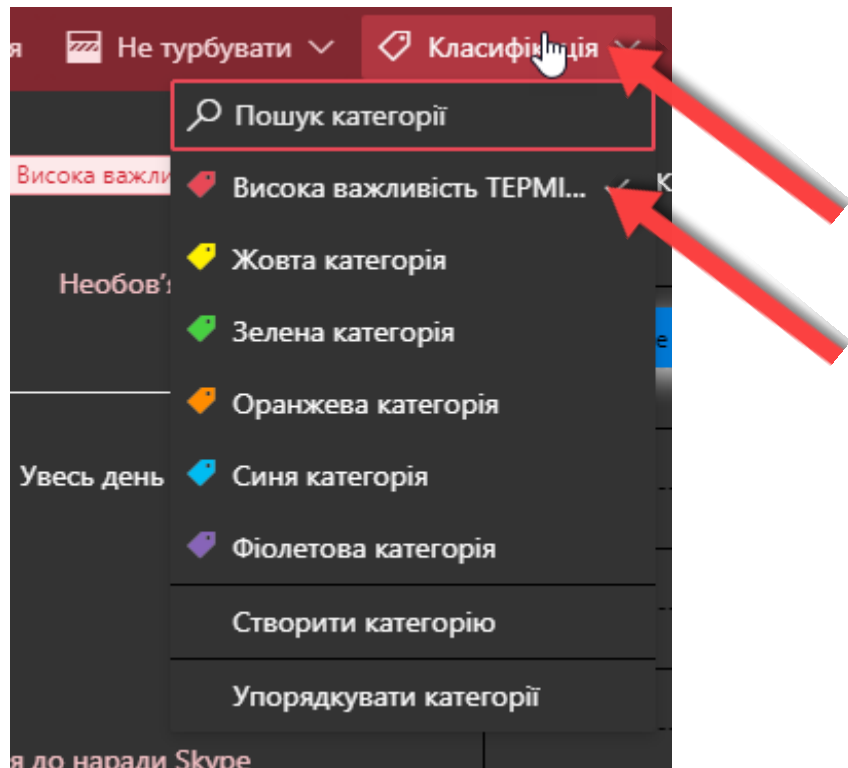 я Не турбувати Класифікація
Пошук категорії
Висока важли
Висока важливість ТЕРМІ...
К
Жовта категорія
Необов'я
Зелена категорія
е
Оранжева категорія
Увесь день
Синя категорія
Фіолетова категорія
Створити категорію
Упорядкувати категорії
я до наради Skype